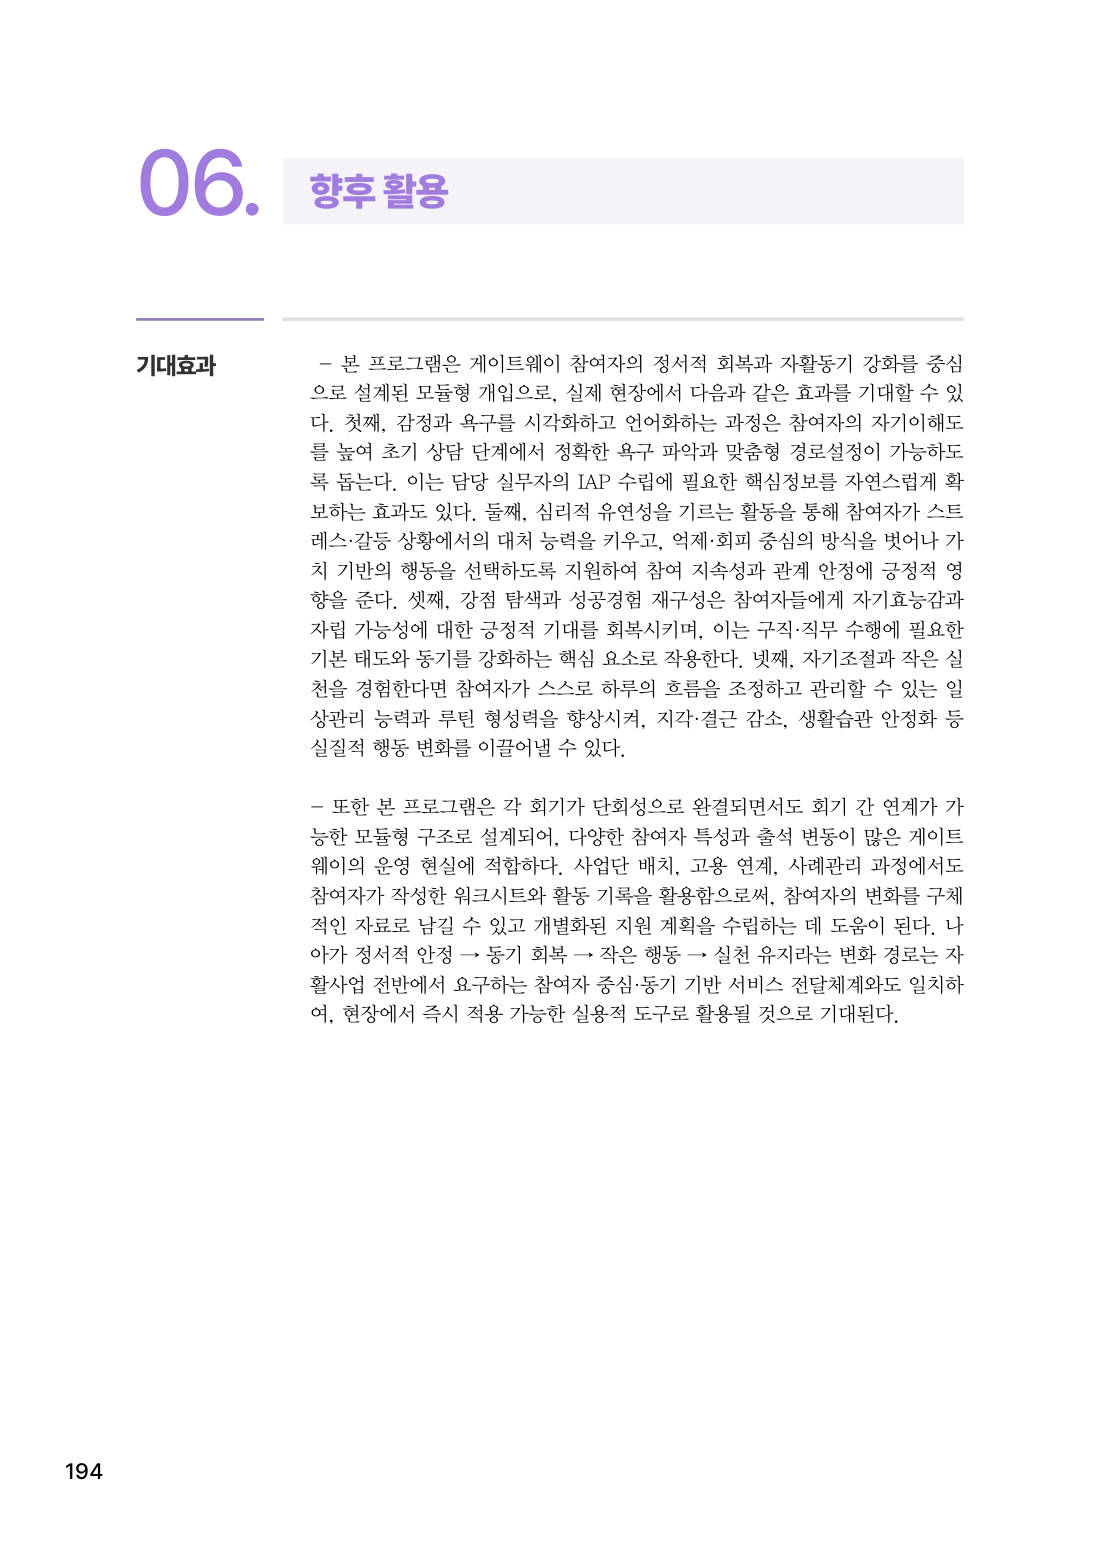 06.
향후 활용
기대효과
– 본 프로그램은 게이트웨이 참여자의 정서적 회복과 자활동기 강화를 중심
으로 설계된 모듈형 개입으로, 실제 현장에서 다음과 같은 효과를 기대할 수 있
다. 첫째, 감정과 욕구를 시각화하고 언어화하는 과정은 참여자의 자기이해도
를 높여 초기 상담 단계에서 정확한 욕구 파악과 맞춤형 경로설정이 가능하도
록 돕는다. 이는 담당 실무자의 IAP 수립에 필요한 핵심정보를 자연스럽게 확
보하는 효과도 있다. 둘째, 심리적 유연성을 기르는 활동을 통해 참여자가 스트
레스·갈등 상황에서의 대처 능력을 키우고, 억제·회피 중심의 방식을 벗어나 가
치 기반의 행동을 선택하도록 지원하여 참여 지속성과 관계 안정에 긍정적 영
향을 준다. 셋째, 강점 탐색과 성공경험 재구성은 참여자들에게 자기효능감과
자립 가능성에 대한 긍정적 기대를 회복시키며, 이는 구직·직무 수행에 필요한
기본 태도와 동기를 강화하는 핵심 요소로 작용한다. 넷째, 자기조절과 작은 실
천을 경험한다면 참여자가 스스로 하루의 흐름을 조정하고 관리할 수 있는 일
상관리 능력과 루틴 형성력을 향상시켜, 지각·결근 감소, 생활습관 안정화 등
실질적 행동 변화를 이끌어낼 수 있다.
– 또한 본 프로그램은 각 회기가 단회성으로 완결되면서도 회기 간 연계가 가
능한 모듈형 구조로 설계되어, 다양한 참여자 특성과 출석 변동이 많은 게이트
웨이의 운영 현실에 적합하다. 사업단 배치, 고용 연계, 사례관리 과정에서도
참여자가 작성한 워크시트와 활동 기록을 활용함으로써, 참여자의 변화를 구체
적인 자료로 남길 수 있고 개별화된 지원 계획을 수립하는 데 도움이 된다. 나
아가 정서적 안정 → 동기 회복 → 작은 행동 → 실천 유지라는 변화 경로는 자
활사업 전반에서 요구하는 참여자 중심·동기 기반 서비스 전달체계와도 일치하
여, 현장에서 즉시 적용 가능한 실용적 도구로 활용될 것으로 기대된다.
194